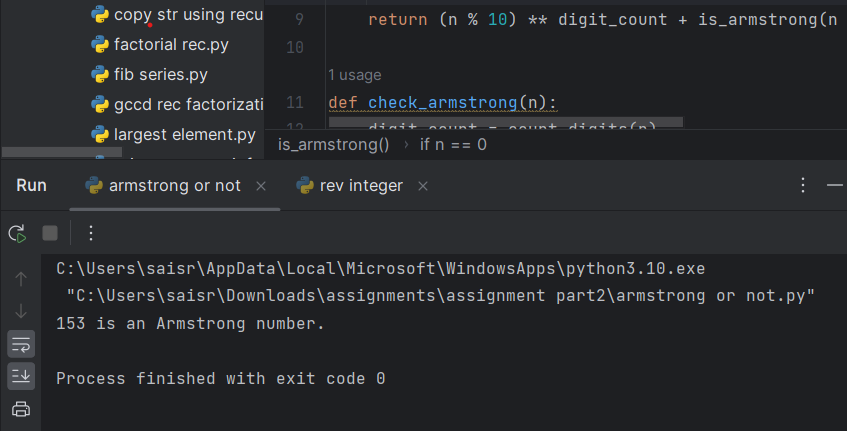 copy str using recu
factorial rec.py
fib series.py
gccd rec factorizati
largest element.py
9 return (n % 10) ** digit_count + is_armstrong(n
10
1 usage
11 def check_armstrong(n):
12 digit_count = count_digits(n)
is_armstrong() › if n == 0
Run armstrong or not × rev integer ×
C:\Users\saisr\AppData\Local\Microsoft\WindowsApps\python3.10.exe
"C:\Users\saisr\Downloads\assignments\assignment part2\armstrong or not.py"
153 is an Armstrong number.
Process finished with exit code 0